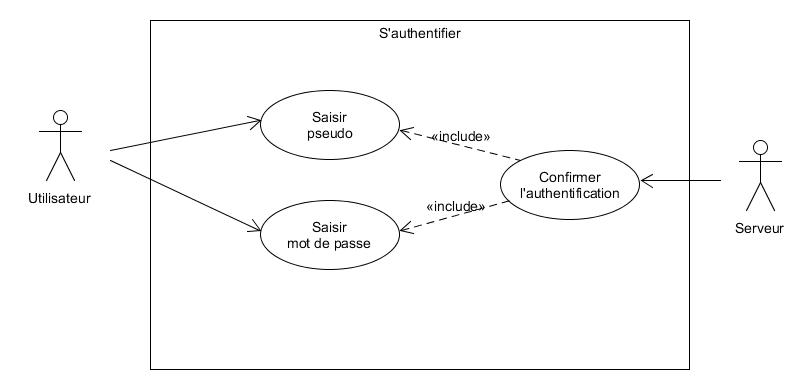 S'authentifier
Saisir
pseudo
«include»
Confirmer
l'authentification
Utilisateur
«include»
Saisir
mot de passe
Serveur